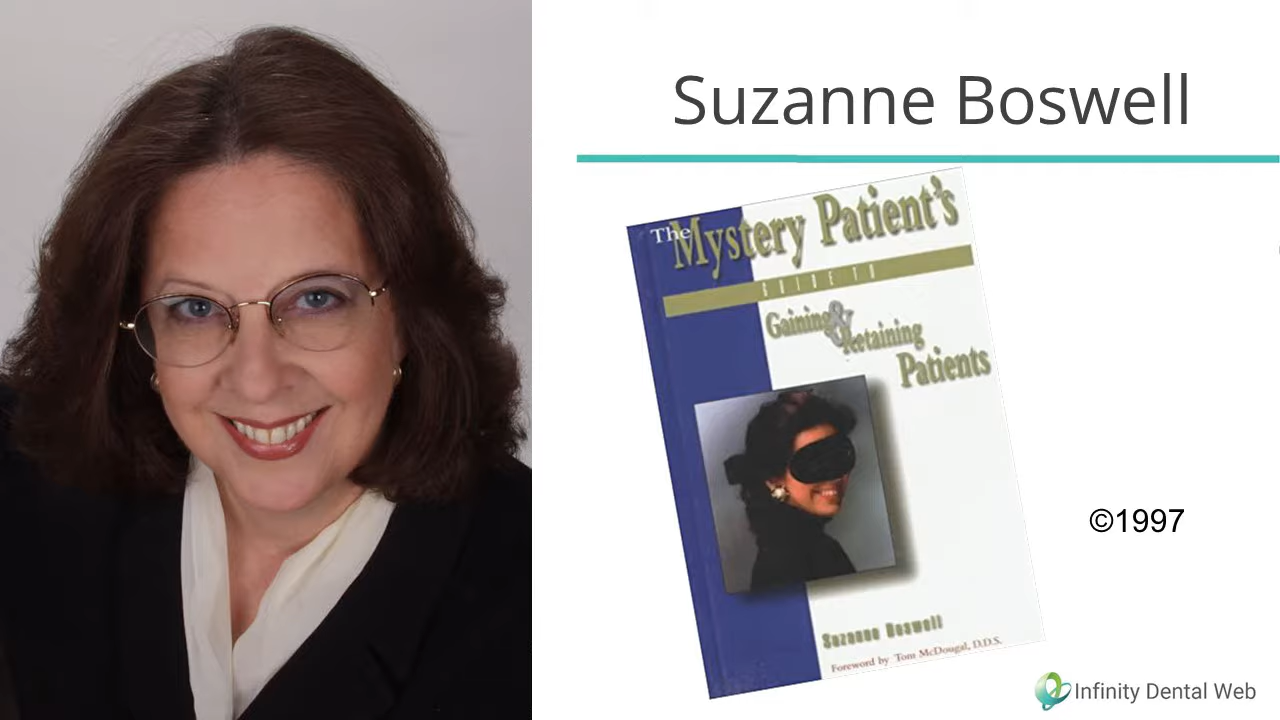 Suzanne Boswell
The
Mystery Patient's
GUIDE TO
Gaining &
Retaining
Patients
Suzanne Boswell
Foreword by Tom McDougal, D.D.S.
©1997
Infinity Dental Web